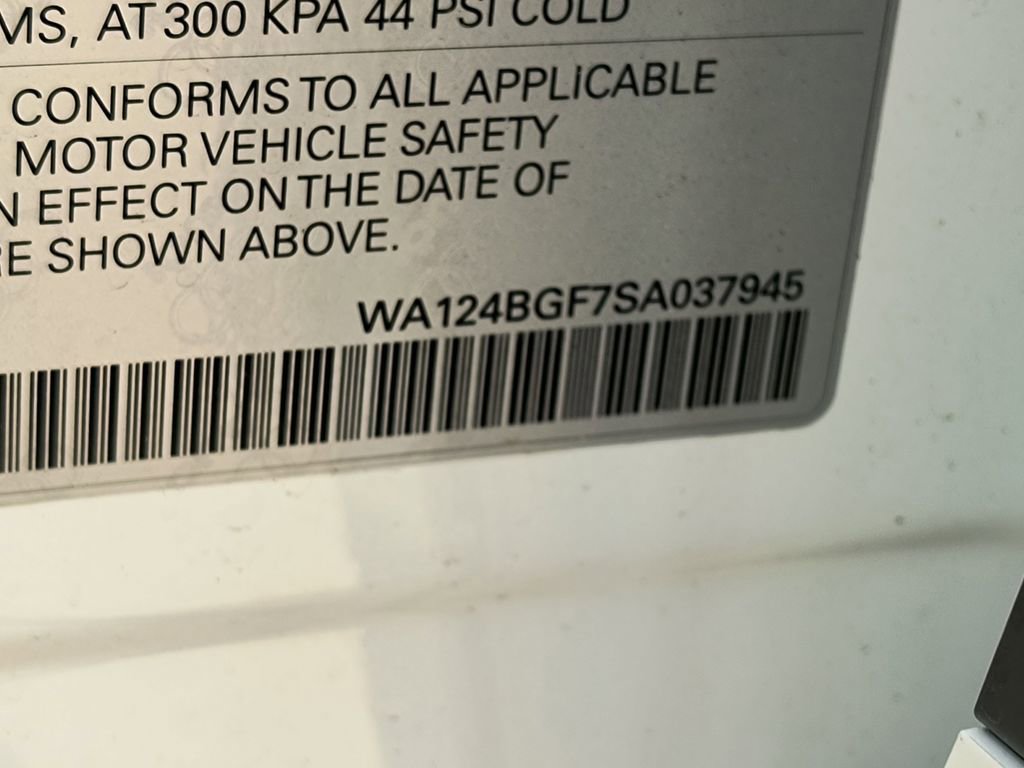 MS, AT 300 KPA 44 PSI COLD
CONFORMS TO ALL APPLICABLE
MOTOR VEHICLE SAFETY
N EFFECT ON THE DATE OF
RE SHOWN ABOVE.
WA124BGF7SA037945